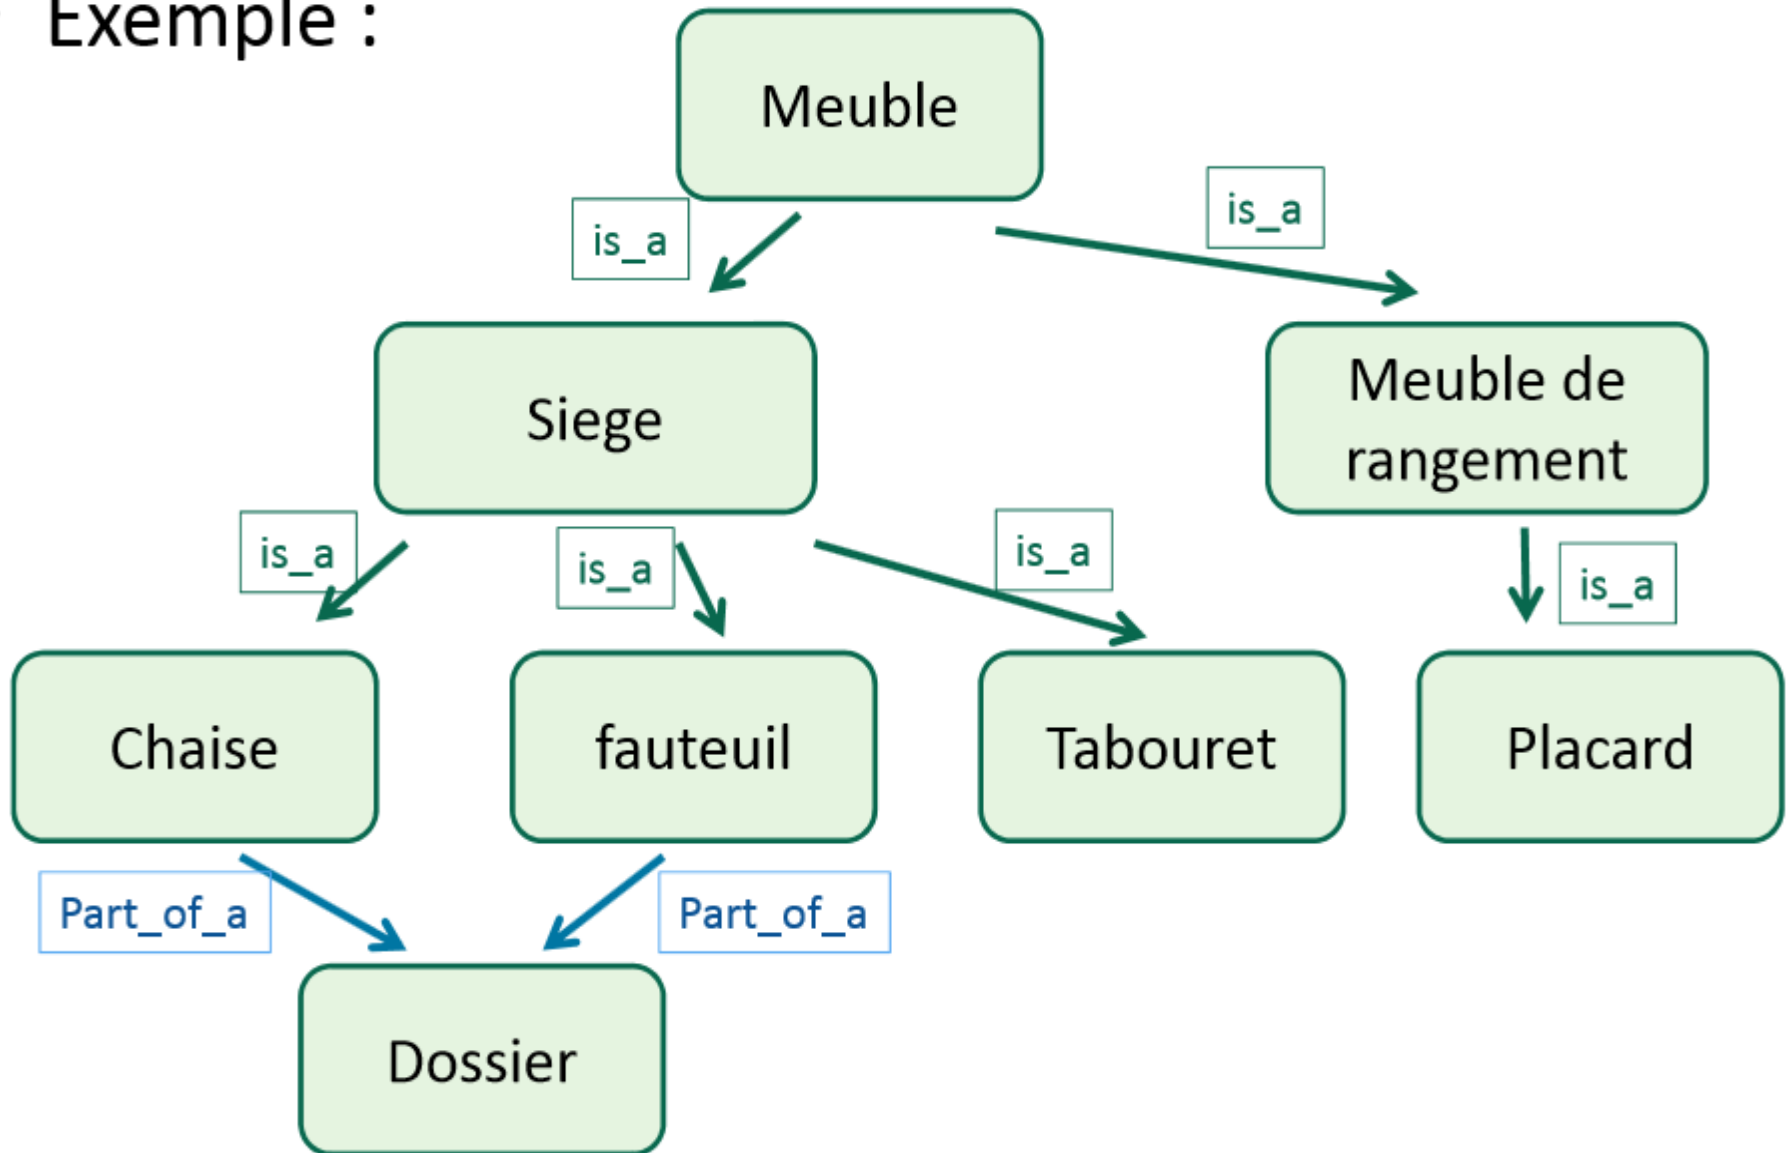 Exemple :
Meuble
is_a
is_a
Siege
Meuble de
rangement
is_a
is_a
is_a
is_a
Chaise
fauteuil
Tabouret
Placard
Part_of_a
Part_of_a
Dossier